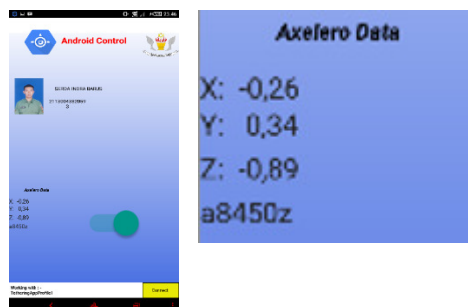 Android Control
Axelero Data
X: -0,26
Y: 0,34
Z: -0,89
a8450z
Working with : -
TetheringAppProfile1
Connect
Axelero Data
X: -0,26
Y: 0,34
Z: -0,89
a8450z